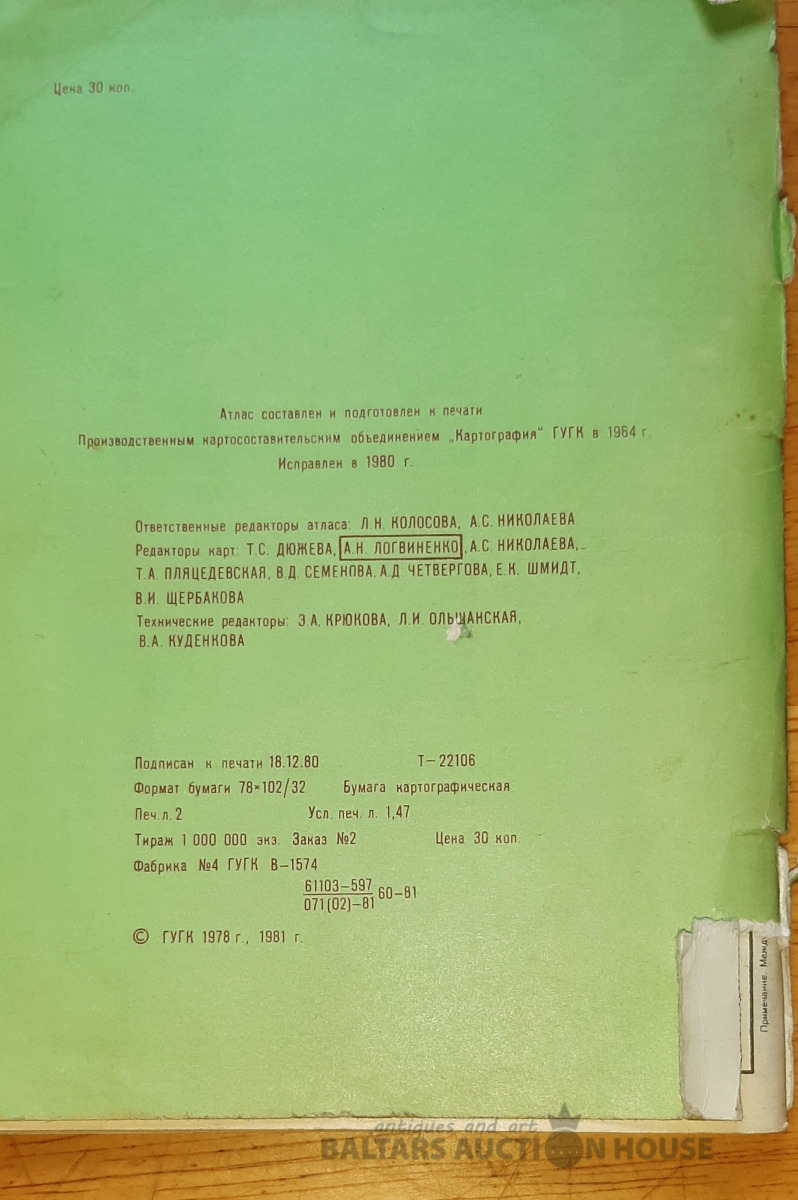 Цена 30 коп.
Атлас составлен и подготовлен к печати
Производственным картосоставительским объединением „Картография“ ГУГК в 1964 г.
Исправлен в 1980 г.
Ответственные редакторы атласа: Л.Н. КОЛОСОВА, А.С. НИКОЛАЕВА
Редакторы карт: Т.С. ДЮЖЕВА, А.Н. ЛОГВИНЕНКО, А.С. НИКОЛАЕВА,
Т.А. ПЛЯЦЕДЕВСКАЯ, В.Д. СЕМЕНОВА, А.Д. ЧЕТВЕРГОВА, Е.К. ШМИДТ,
В.И. ЩЕРБАКОВА
Технические редакторы: Э.А. КРЮКОВА, Л.И. ОЛЬШАНСКАЯ,
В.А. КУДЕНКОВА
Подписан к печати 18.12.80 Т–22106
Формат бумаги 78×102/32 Бумага картографическая
Печ.л. 2 Усл. печ. л. 1,47
Тираж 1 000 000 экз. Заказ №2 Цена 30 коп.
Фабрика №4 ГУГК В–1574
61103–597
071(02)–81 60–81
© ГУГК 1978 г., 1981 г.
Примечание. Между
antiques and art
BALTARS AUCTION HOUSE